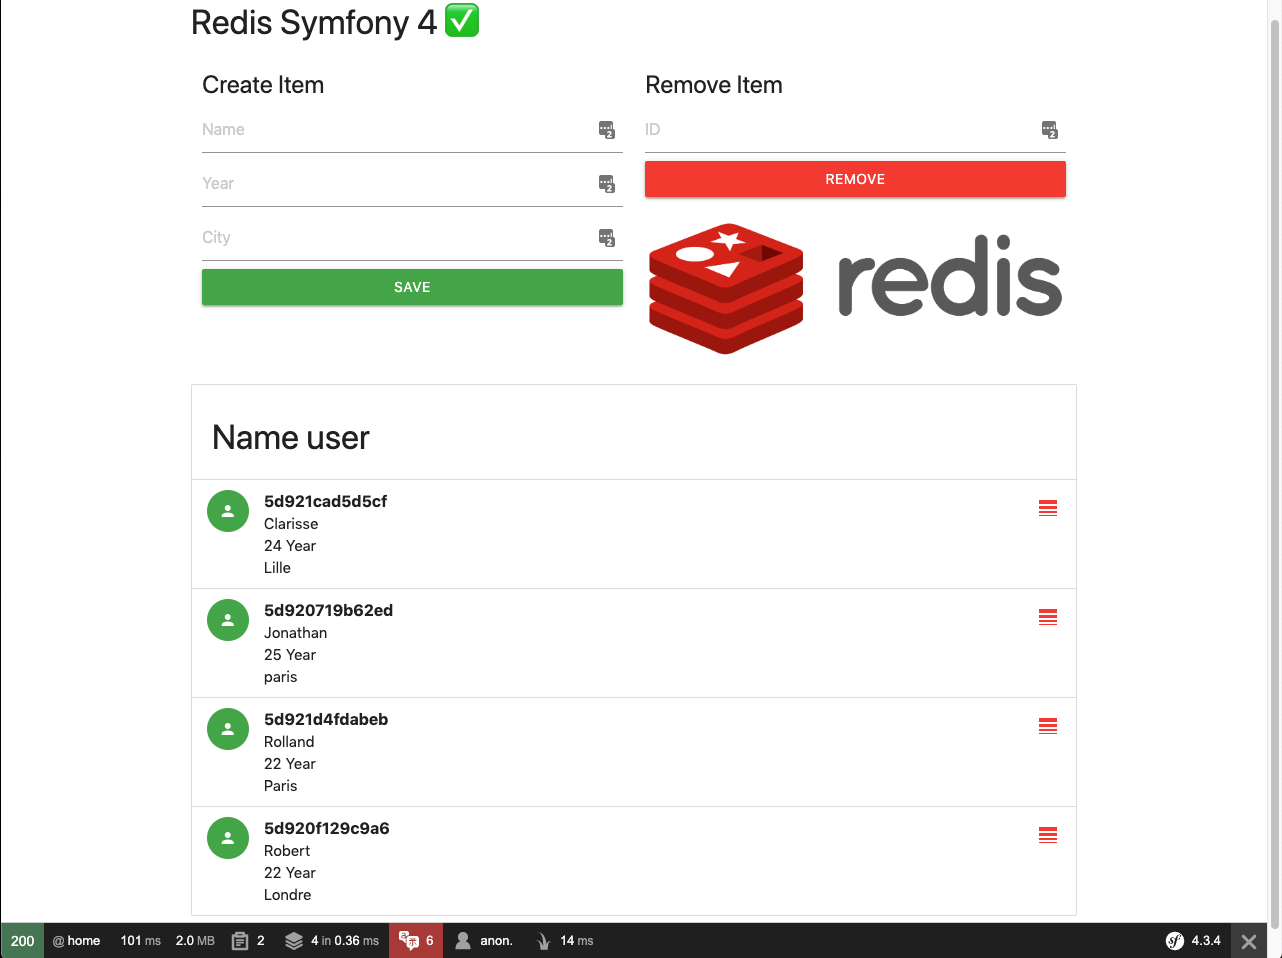 Redis Symfony 4 ✅
Create Item
Name
Year
City
SAVE
Remove Item
ID
REMOVE
redis
Name user
5d921cad5d5cf
Clarisse
24 Year
Lille
5d920719b62ed
Jonathan
25 Year
paris
5d921d4fdabeb
Rolland
22 Year
Paris
5d920f129c9a6
Robert
22 Year
Londre
200 @ home 101 ms 2.0 MB 2 4 in 0.36 ms 6 anon. 14 ms sf 4.3.4